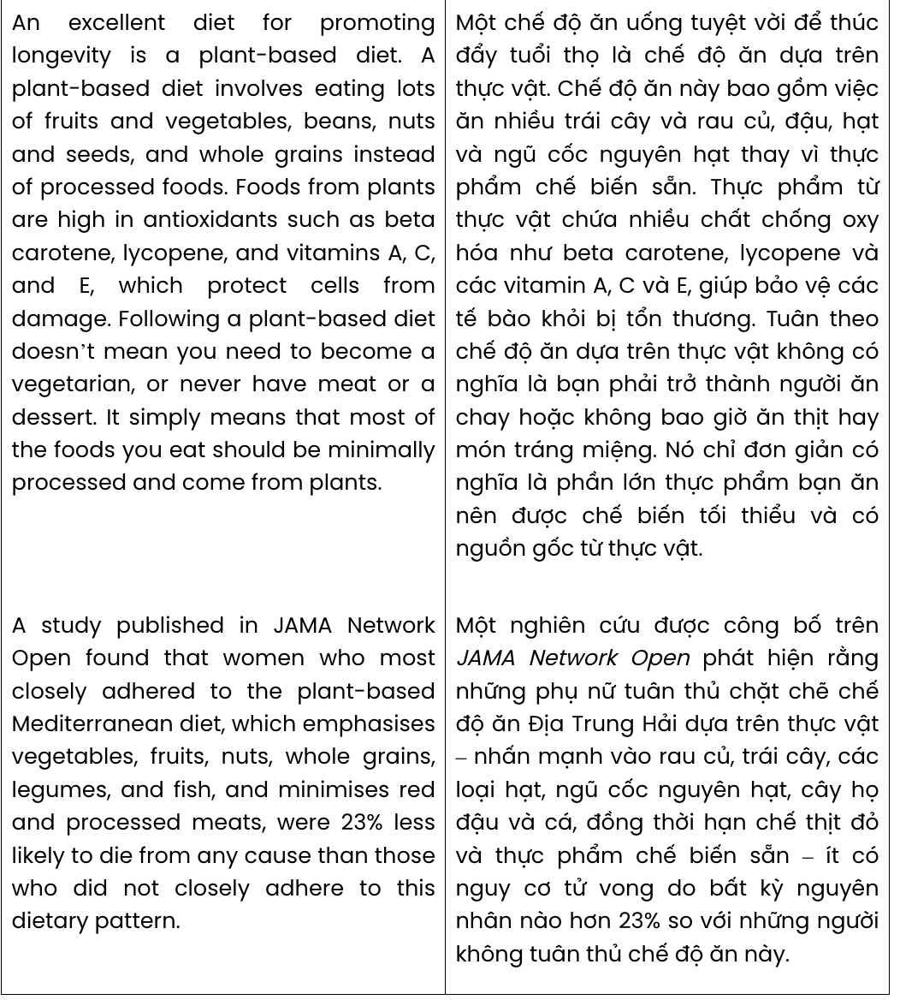 An excellent diet for promoting
longevity is a plant-based diet. A
plant-based diet involves eating lots
of fruits and vegetables, beans, nuts
and seeds, and whole grains instead
of processed foods. Foods from plants
are high in antioxidants such as beta
carotene, lycopene, and vitamins A, C,
and E, which protect cells from
damage. Following a plant-based diet
doesn't mean you need to become a
vegetarian, or never have meat or a
dessert. It simply means that most of
the foods you eat should be minimally
processed and come from plants.
Một chế độ ăn uống tuyệt vời để thúc
đẩy tuổi thọ là chế độ ăn dựa trên
thực vật. Chế độ ăn này bao gồm việc
ăn nhiều trái cây và rau củ, đậu, hạt
và ngũ cốc nguyên hạt thay vì thực
phẩm chế biến sẵn. Thực phẩm từ
thực vật chứa nhiều chất chống oxy
hóa như beta carotene, lycopene và
các vitamin A, C và E, giúp bảo vệ các
tế bào khỏi bị tổn thương. Tuân theo
chế độ ăn dựa trên thực vật không có
nghĩa là bạn phải trở thành người ăn
chay hoặc không bao giờ ăn thịt hay
món tráng miệng. Nó chỉ đơn giản có
nghĩa là phần lớn thực phẩm bạn ăn
nên được chế biến tối thiểu và có
nguồn gốc từ thực vật.
A study published in JAMA Network
Open found that women who most
closely adhered to the plant-based
Mediterranean diet, which emphasises
vegetables, fruits, nuts, whole grains,
legumes, and fish, and minimises red
and processed meats, were 23% less
likely to die from any cause than those
who did not closely adhere to this
dietary pattern.
Một nghiên cứu được công bố trên
JAMA Network Open phát hiện rằng
những phụ nữ tuân thủ chặt chẽ chế
độ ăn Địa Trung Hải dựa trên thực vật
– nhấn mạnh vào rau củ, trái cây, các
loại hạt, ngũ cốc nguyên hạt, cây họ
đậu và cá, đồng thời hạn chế thịt đỏ
và thực phẩm chế biến sẵn – ít có
nguy cơ tử vong do bất kỳ nguyên
nhân nào hơn 23% so với những người
không tuân thủ chế độ ăn này.